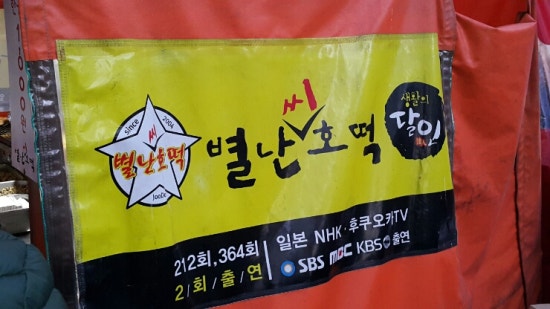 since 2004
씨
별난호떡
씨
별난호떡
생활의
달인
212회, 364회
2/회/출/연
일본 NHK · 후쿠오카TV
SBS MBC KBS 출연